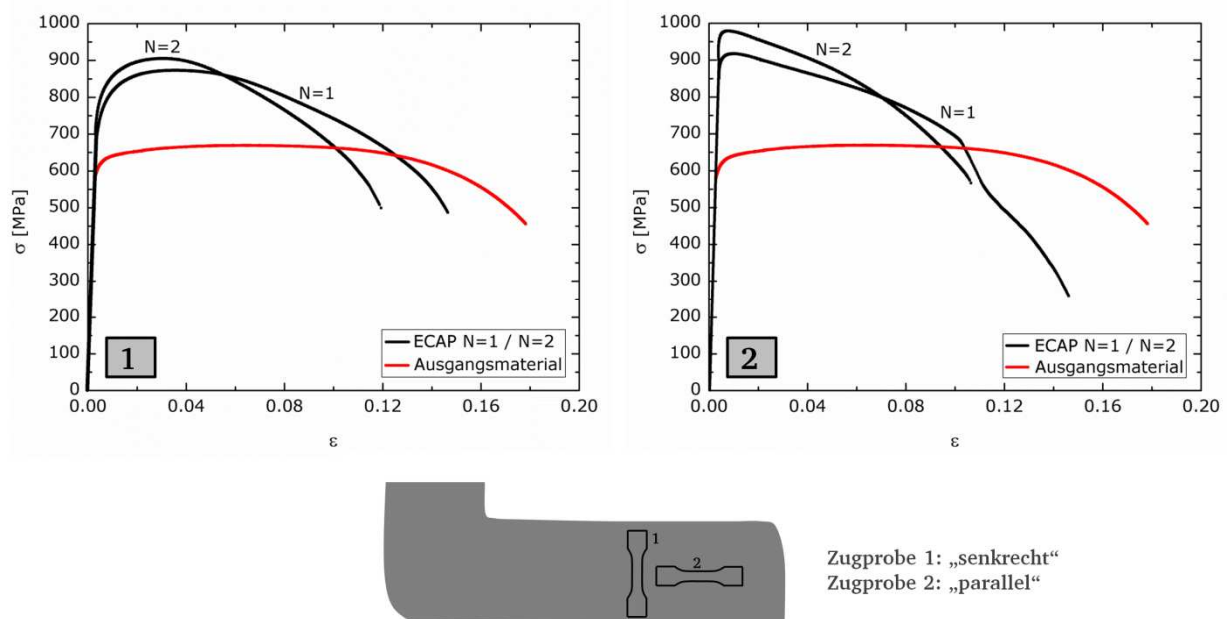 1000
900
800
700
600
500
400
300
200
100
0
σ [MPa]
N=2
N=1
1
ECAP N=1 / N=2
Ausgangsmaterial
0.00 0.04 0.08 0.12 0.16 0.20
ε
1000
900
800
700
600
500
400
300
200
100
0
σ [MPa]
N=2
N=1
2
ECAP N=1 / N=2
Ausgangsmaterial
0.00 0.04 0.08 0.12 0.16 0.20
ε
1
2
Zugprobe 1: „senkrecht“
Zugprobe 2: „parallel“